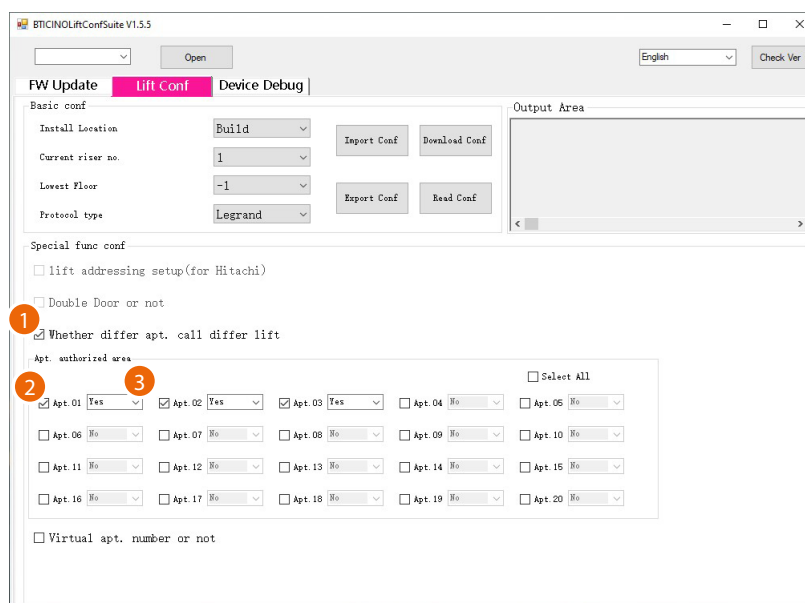 BTICINOLiftConfSuite V1.5.5
Open English Check Ver
FW Update Lift Conf Device Debug
Basic conf
Output Area
Install Location Build
Import Conf Download Conf
Current riser no. 1
Lowest Floor -1
Export Conf Read Conf
Protocol type Legrand
Special func conf
lift addressing setup(for Hitachi)
Double Door or not
1
Whether differ apt. call differ lift
Apt. authorized area
Select All
2 3
Apt.01 Yes Apt.02 Yes Apt.03 Yes Apt.04 No Apt.05 No
Apt.06 No Apt.07 No Apt.08 No Apt.09 No Apt.10 No
Apt.11 No Apt.12 No Apt.13 No Apt.14 No Apt.15 No
Apt.16 No Apt.17 No Apt.18 No Apt.19 No Apt.20 No
Virtual apt. number or not